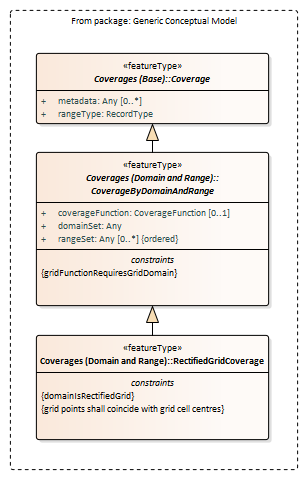 From package: Generic Conceptual Model
«featureType»
Coverages (Base)::Coverage
+ metadata: Any [0..*]
+ rangeType: RecordType
«featureType»
Coverages (Domain and Range)::
CoverageByDomainAndRange
+ coverageFunction: CoverageFunction [0..1]
+ domainSet: Any
+ rangeSet: Any [0..*] {ordered}
constraints
{gridFunctionRequiresGridDomain}
«featureType»
Coverages (Domain and Range)::RectifiedGridCoverage
constraints
{domainIsRectifiedGrid}
{grid points shall coincide with grid cell centres}